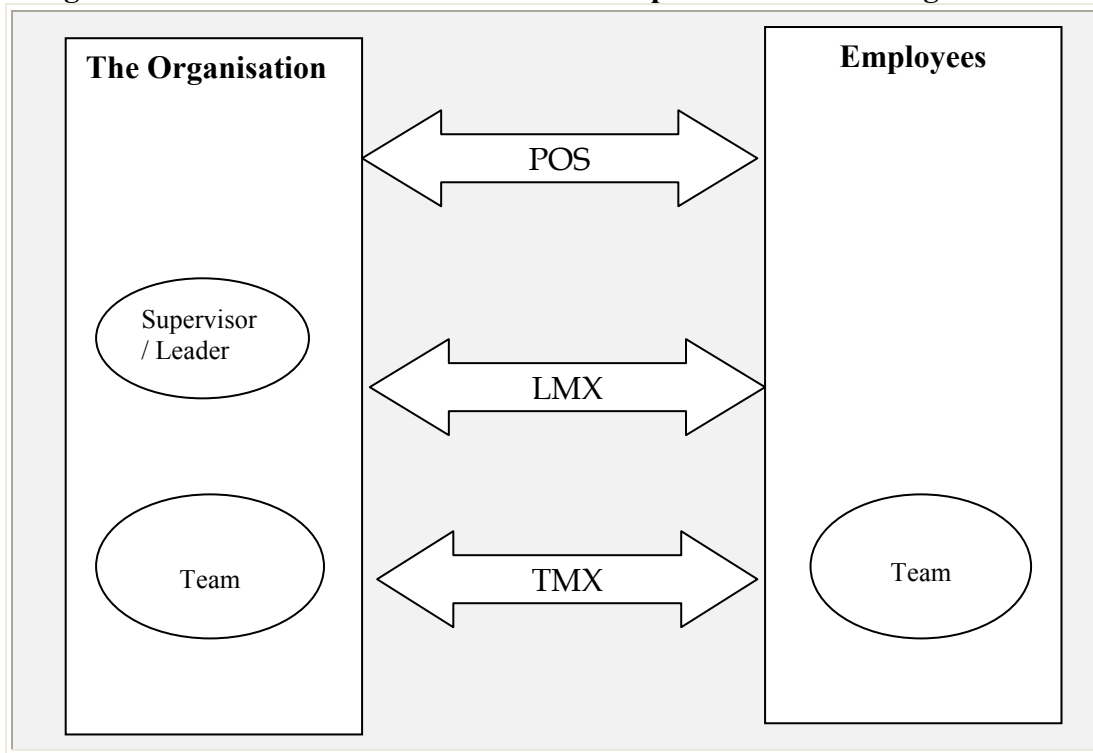 The Organisation
Employees
POS
Supervisor
/ Leader
LMX
Team
TMX
Team